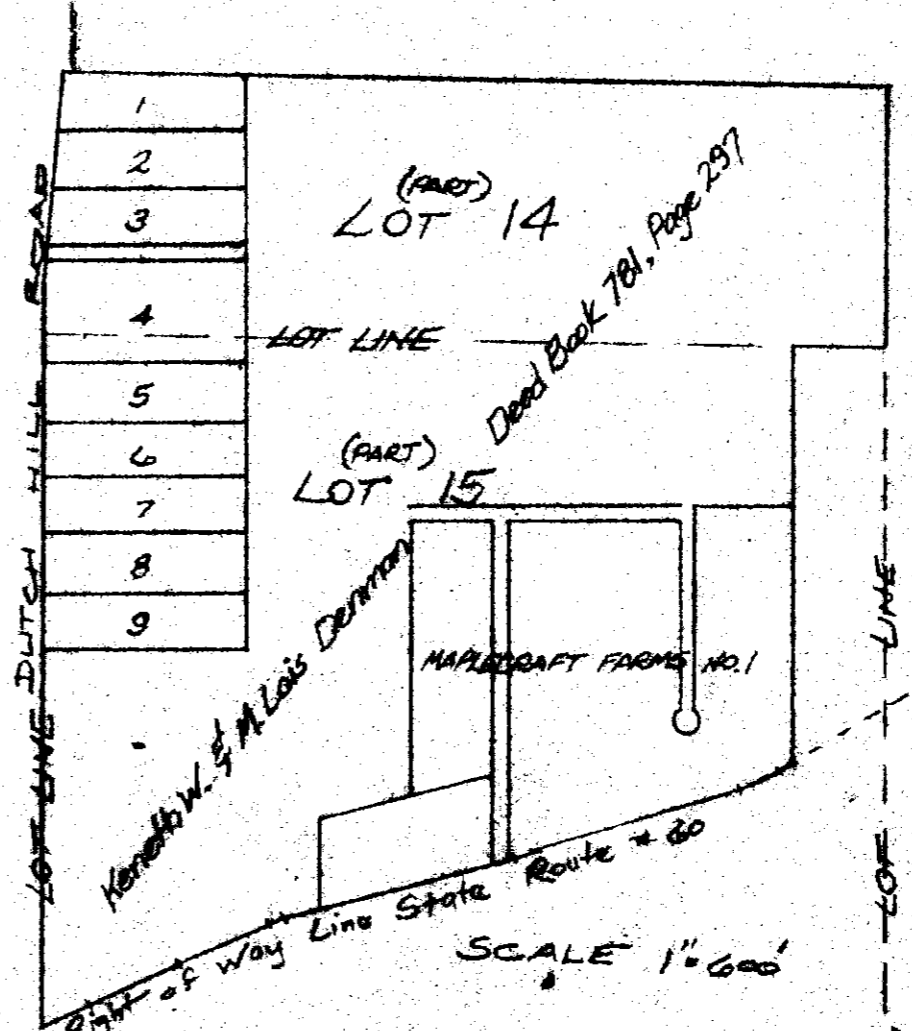 1
2
3
4
5
6
7
8
9
(PART)
LOT 14
LOT LINE
(PART)
LOT 15
Deed Book 781, Page 297
Kenneth W. & M. Lois Denman
MAPLECRAFT FARMS NO.1
LOT LINE DUTCH HILL ROAD
LOT LINE
Right of Way Line State Route # 60
SCALE 1"=600'